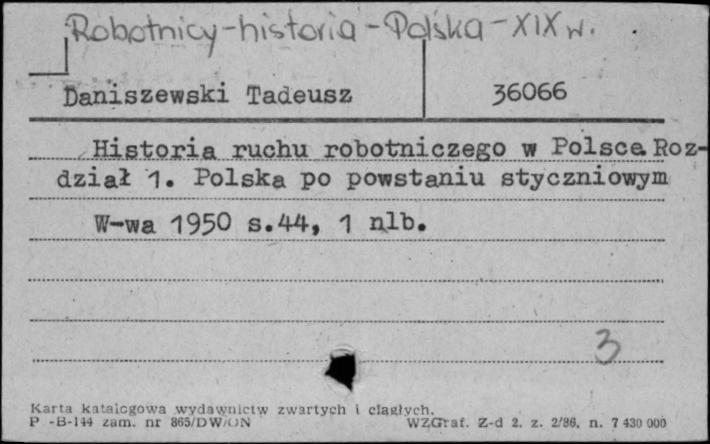 Robotnicy-historia-Polska-XIX w.
Daniszewski Tadeusz 36066
Historia ruchu robotniczego w Polsce Roz-
dział 1. Polska po powstaniu styczniowym
W-wa 1950 s.44, 1 nlb.
3
Karta katalogowa wydawnictw zwartych i ciągłych.
P -B-144 zam. nr 865/DW/ON WZGraf. Z-d 2. z. 2/86, n. 7 430 000